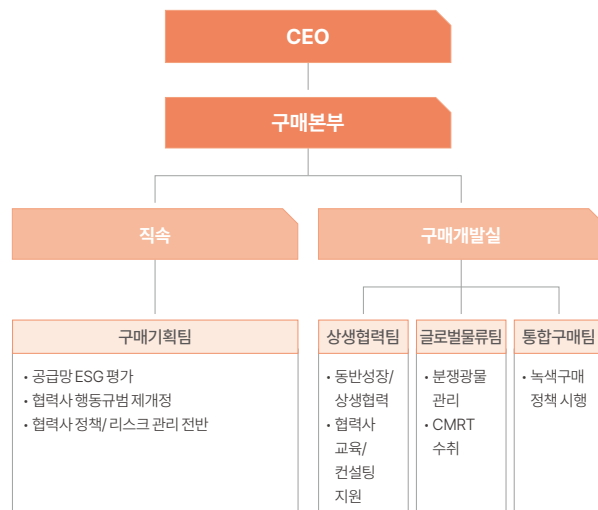 CEO
구매본부
직속
구매개발실
구매기획팀
• 공급망 ESG 평가
• 협력사 행동규범 제개정
• 협력사 정책/ 리스크 관리 전반
상생협력팀
• 동반성장/
상생협력
• 협력사
교육/
컨설팅
지원
글로벌물류팀
• 분쟁광물
관리
• CMRT
수취
통합구매팀
• 녹색구매
정책 시행